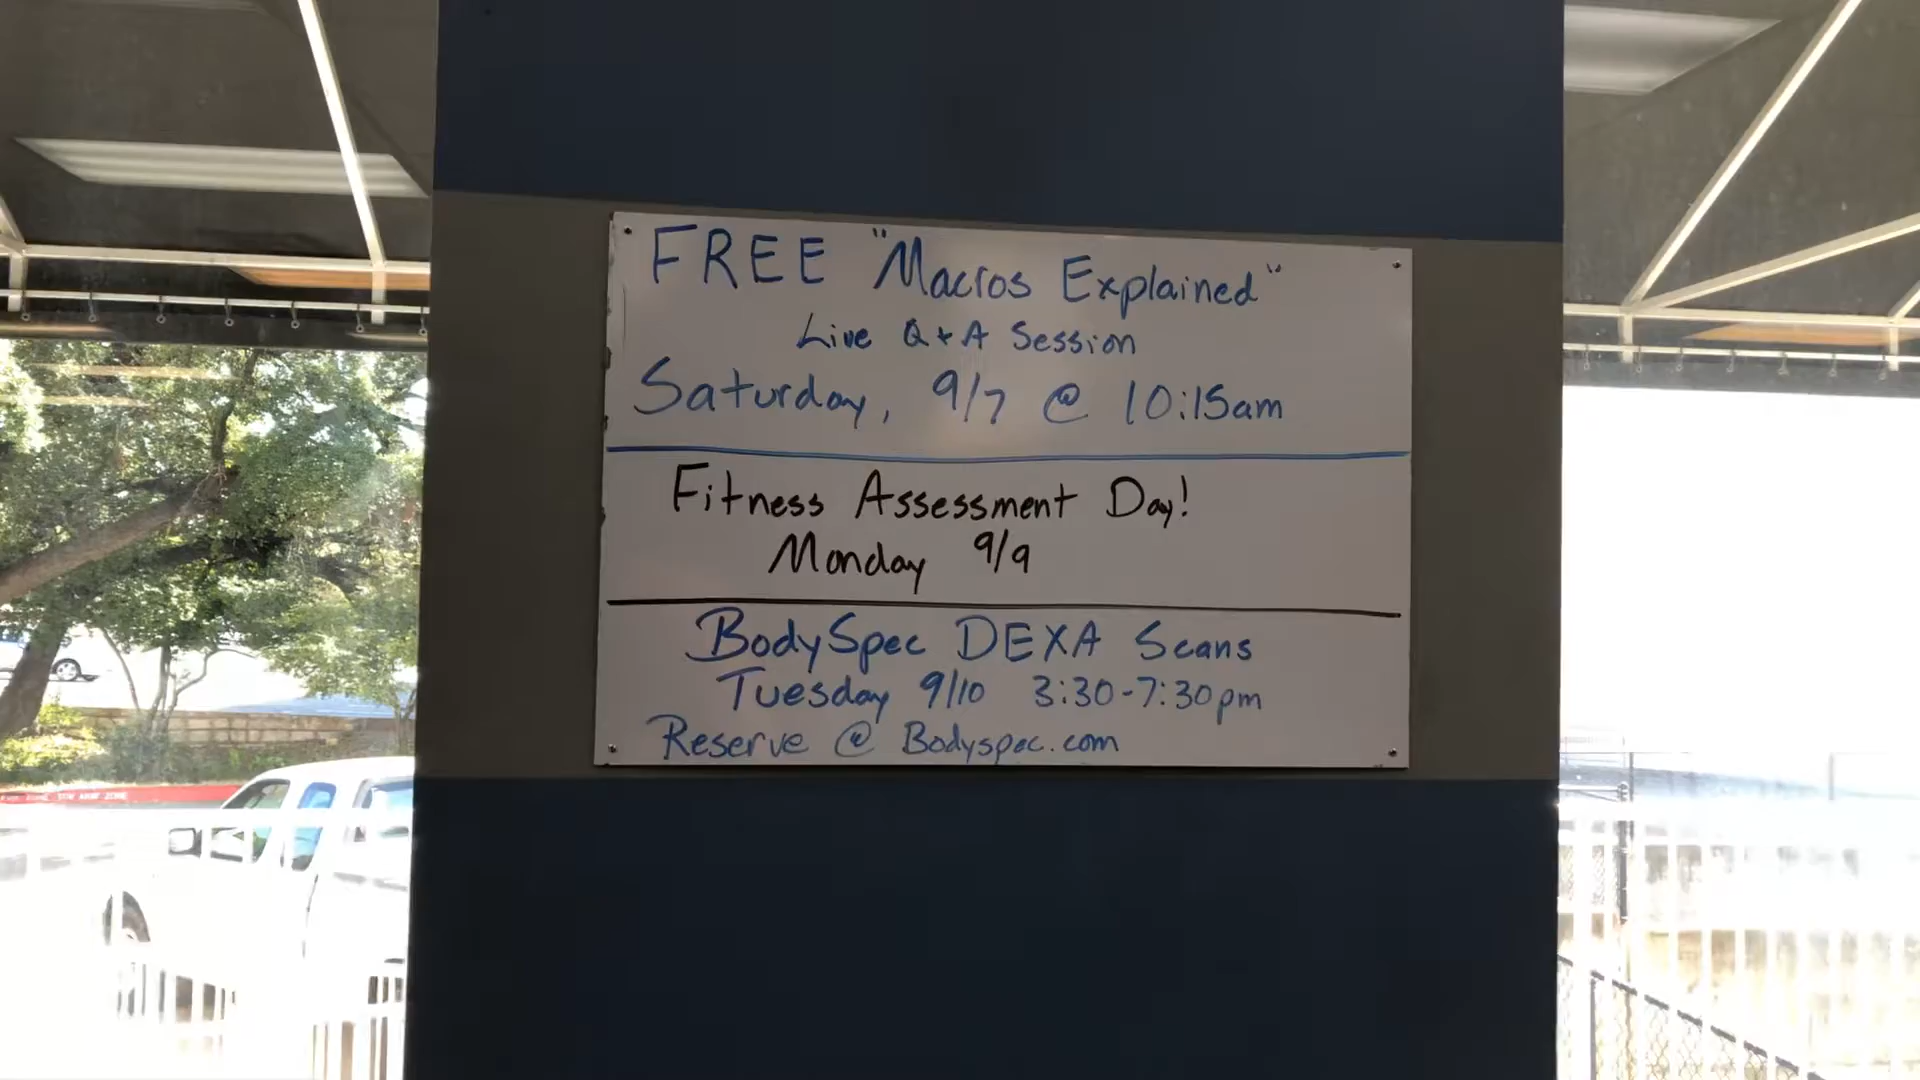 FREE "Macros Explained"
Live Q + A Session
Saturday, 9/7 @ 10:15am
Fitness Assessment Day!
Monday 9/9
BodySpec DEXA Scans
Tuesday 9/10 3:30-7:30pm
Reserve @ Bodyspec.com